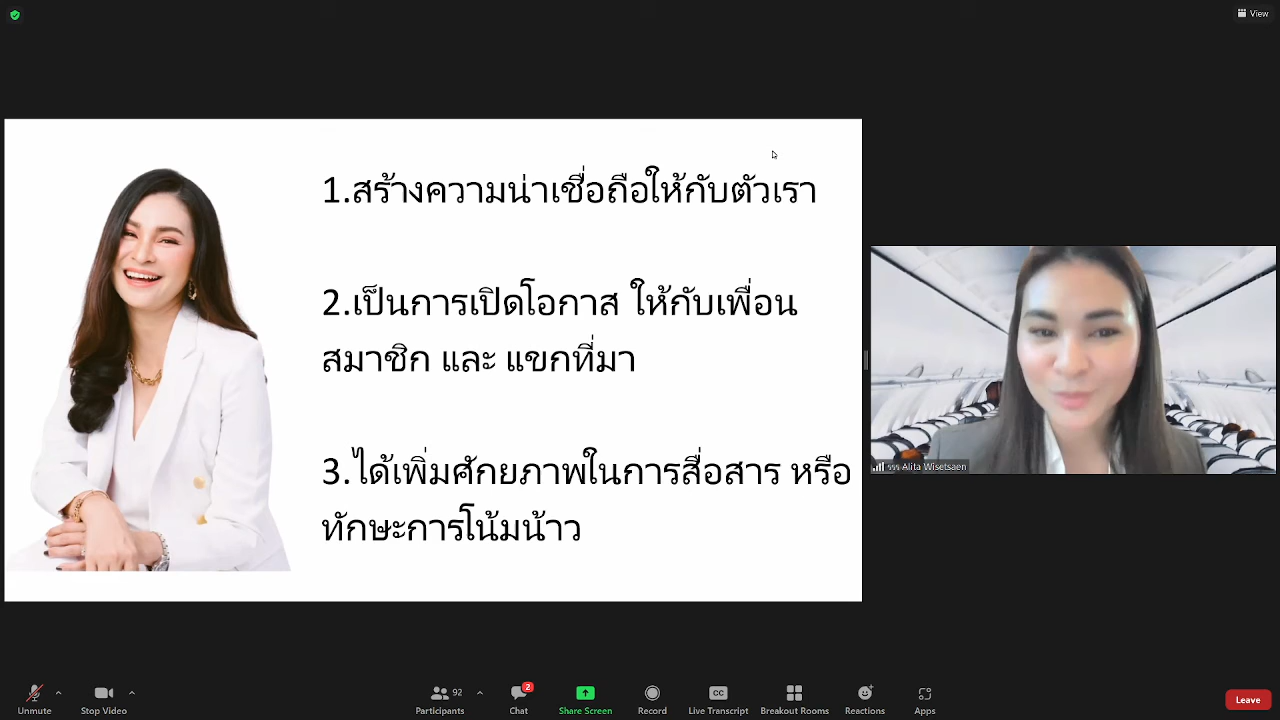 View
1.สร้างความน่าเชื่อถือให้กับตัวเรา
2.เป็นการเปิดโอกาส ให้กับเพื่อน
สมาชิก และ แขกที่มา
3.ได้เพิ่มศักยภาพในการสื่อสาร หรือ
ทักษะการโน้มน้าว
ๆๆๆ Alita Wisetsaen
92
2
CC
Unmute
Stop Video
Participants
Chat
Share Screen
Record
Live Transcript
Breakout Rooms
Reactions
Apps
Leave